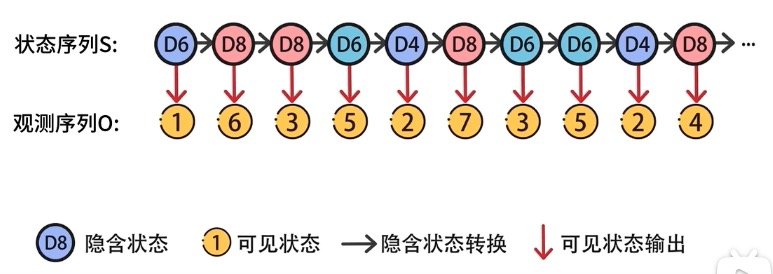 状态序列S: D6 D8 D8 D6 D4 D8 D6 D6 D4 D8 ...
观测序列O: 1 6 3 5 2 7 3 5 2 4
D8 隐含状态 1 可见状态 隐含状态转换 可见状态输出